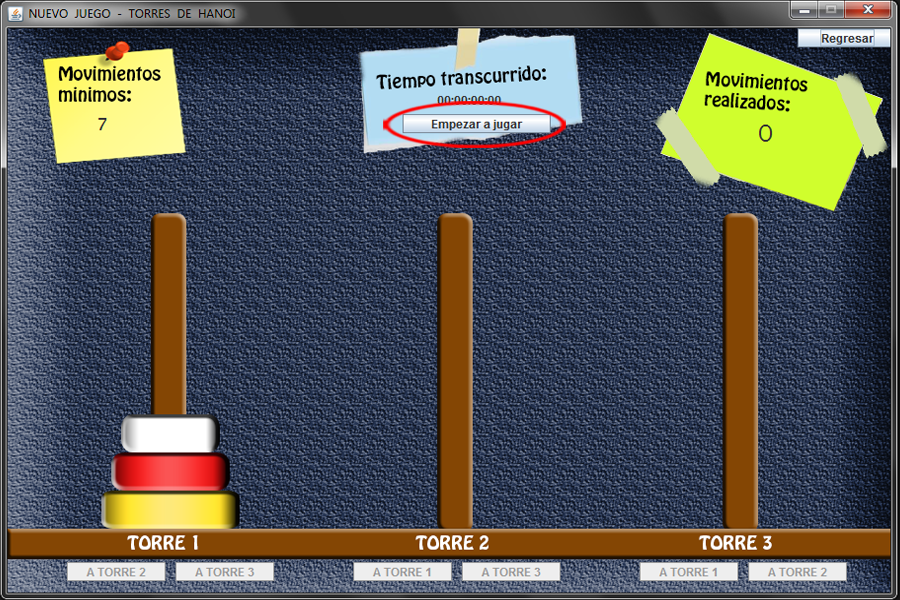 NUEVO JUEGO - TORRES DE HANOI
Regresar
Movimientos
mínimos:
7
Tiempo transcurrido:
00:00:00:00
Empezar a jugar
Movimientos
realizados:
0
TORRE 1
TORRE 2
TORRE 3
A TORRE 2
A TORRE 3
A TORRE 1
A TORRE 3
A TORRE 1
A TORRE 2